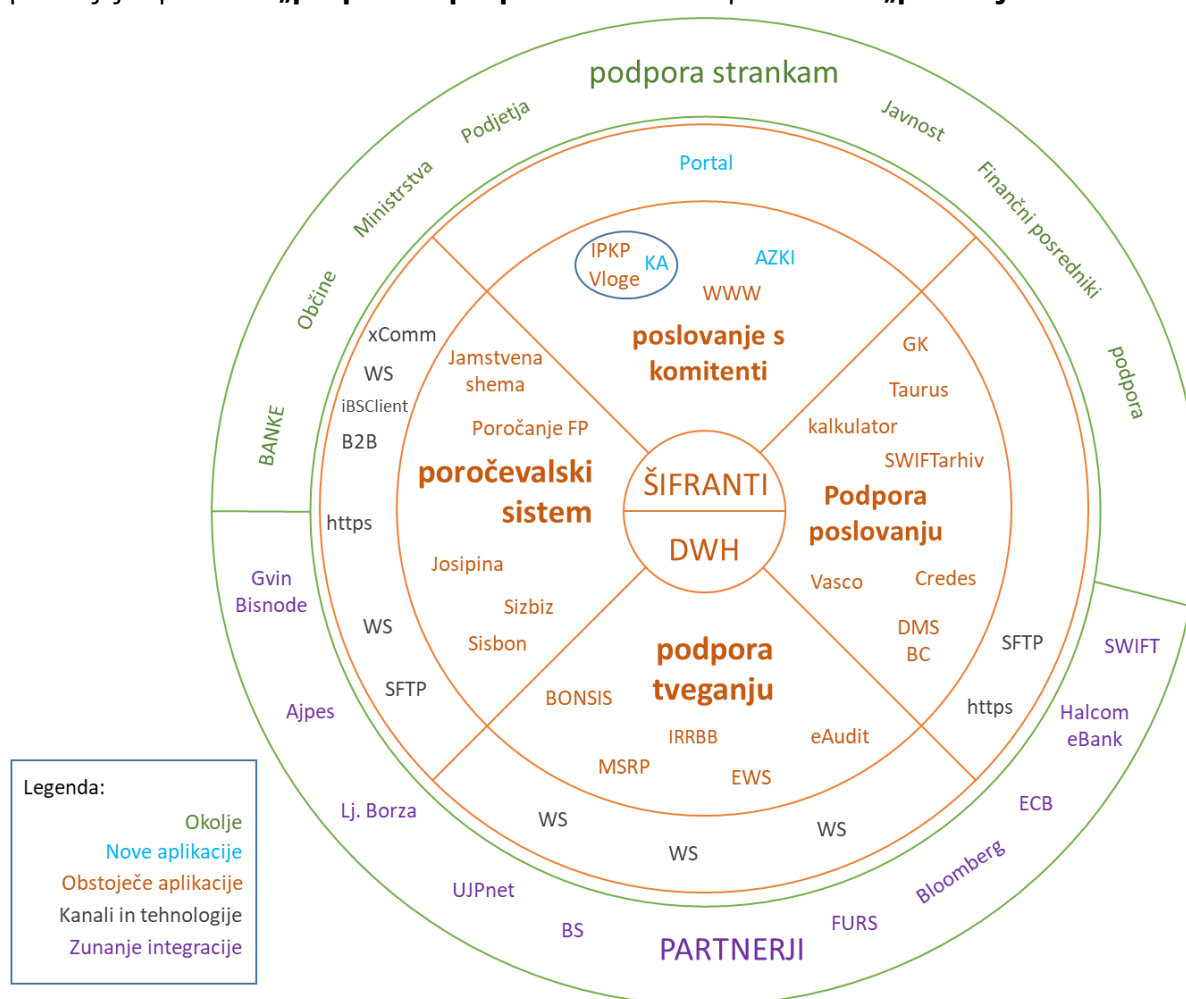 podpora strankam
Podjetja
Javnost
Ministrstva
Finančni posredniki
Občine
podpora
BANKE
Portal
IPKP
KA
Vloge
AZKI
WWW
poslovanje s
komitenti
xComm
WS
iBSClient
B2B
https
WS
SFTP
Jamstvena
shema
Poročanje FP
poročevalski
sistem
Josipina
Sizbiz
Sisbon
ŠIFRANTI
DWH
GK
Taurus
kalkulator
SWIFTarhiv
Podpora
poslovanju
Vasco
Credes
DMS
BC
SFTP
https
podpora
tveganju
BONSIS
IRRBB
eAudit
MSRP
EWS
WS
WS
WS
Gvin
Bisnode
Ajpes
Lj. Borza
UJPnet
BS
PARTNERJI
FURS
Bloomberg
ECB
Halcom
eBank
SWIFT
Legenda:
Okolje
Nove aplikacije
Obstoječe aplikacije
Kanali in tehnologije
Zunanje integracije